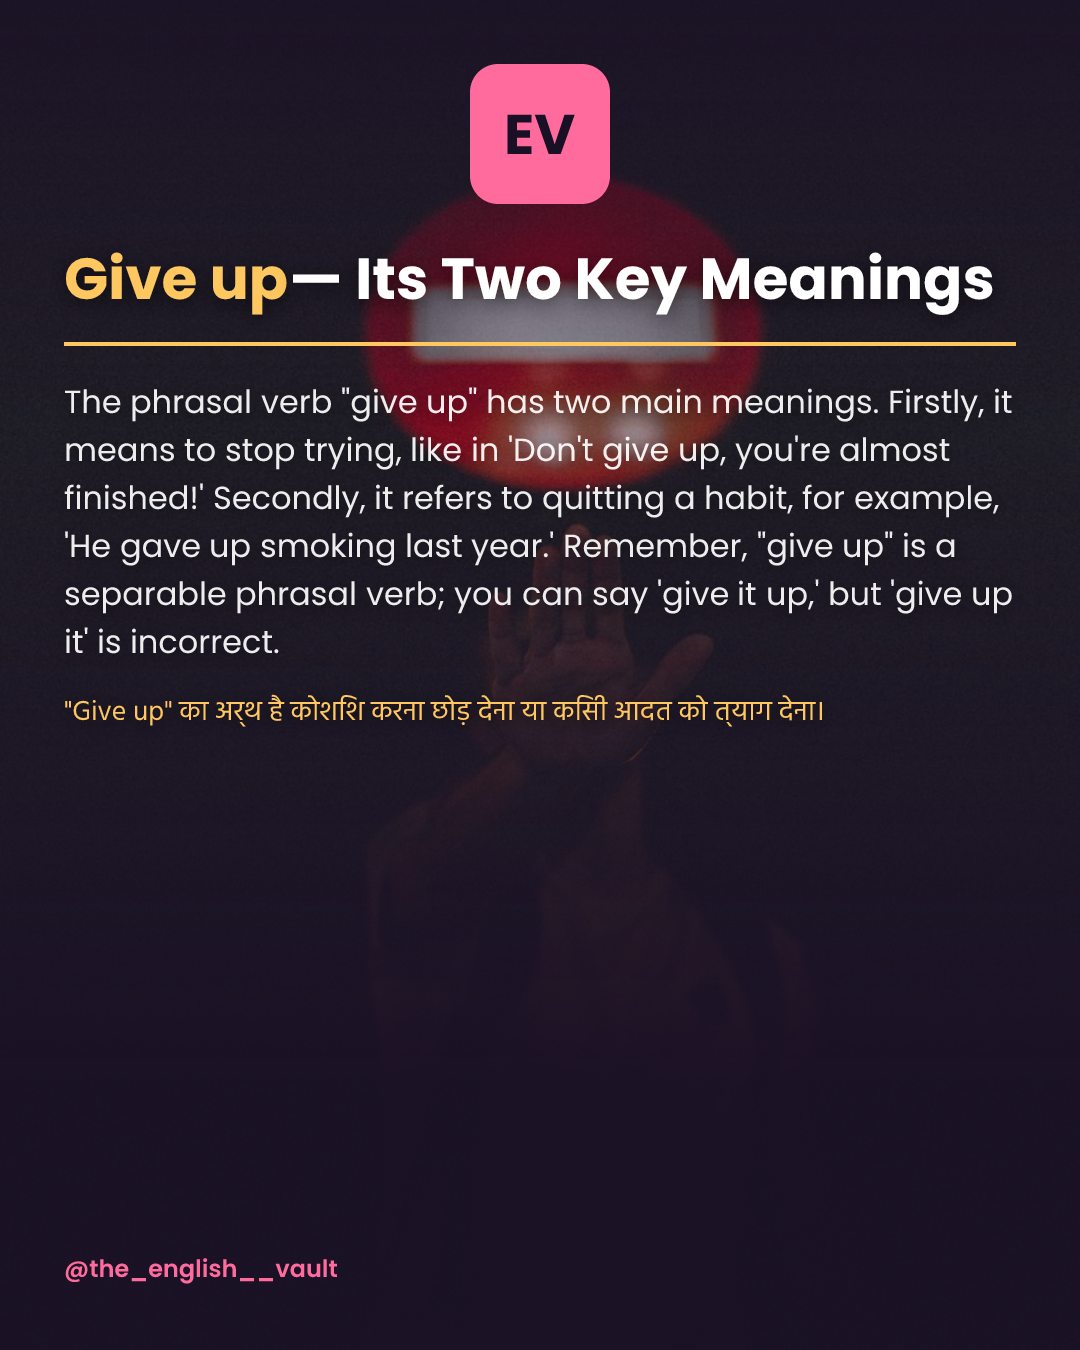 EV
Give up— Its Two Key Meanings
The phrasal verb "give up" has two main meanings. Firstly, it
means to stop trying, like in 'Don't give up, you're almost
finished!' Secondly, it refers to quitting a habit, for example,
'He gave up smoking last year.' Remember, "give up" is a
separable phrasal verb; you can say 'give it up,' but 'give up
it' is incorrect.
"Give up" का अर्थ है कोशिश करना छोड़ देना या किसी आदत को त्याग देना।
@the_english__vault